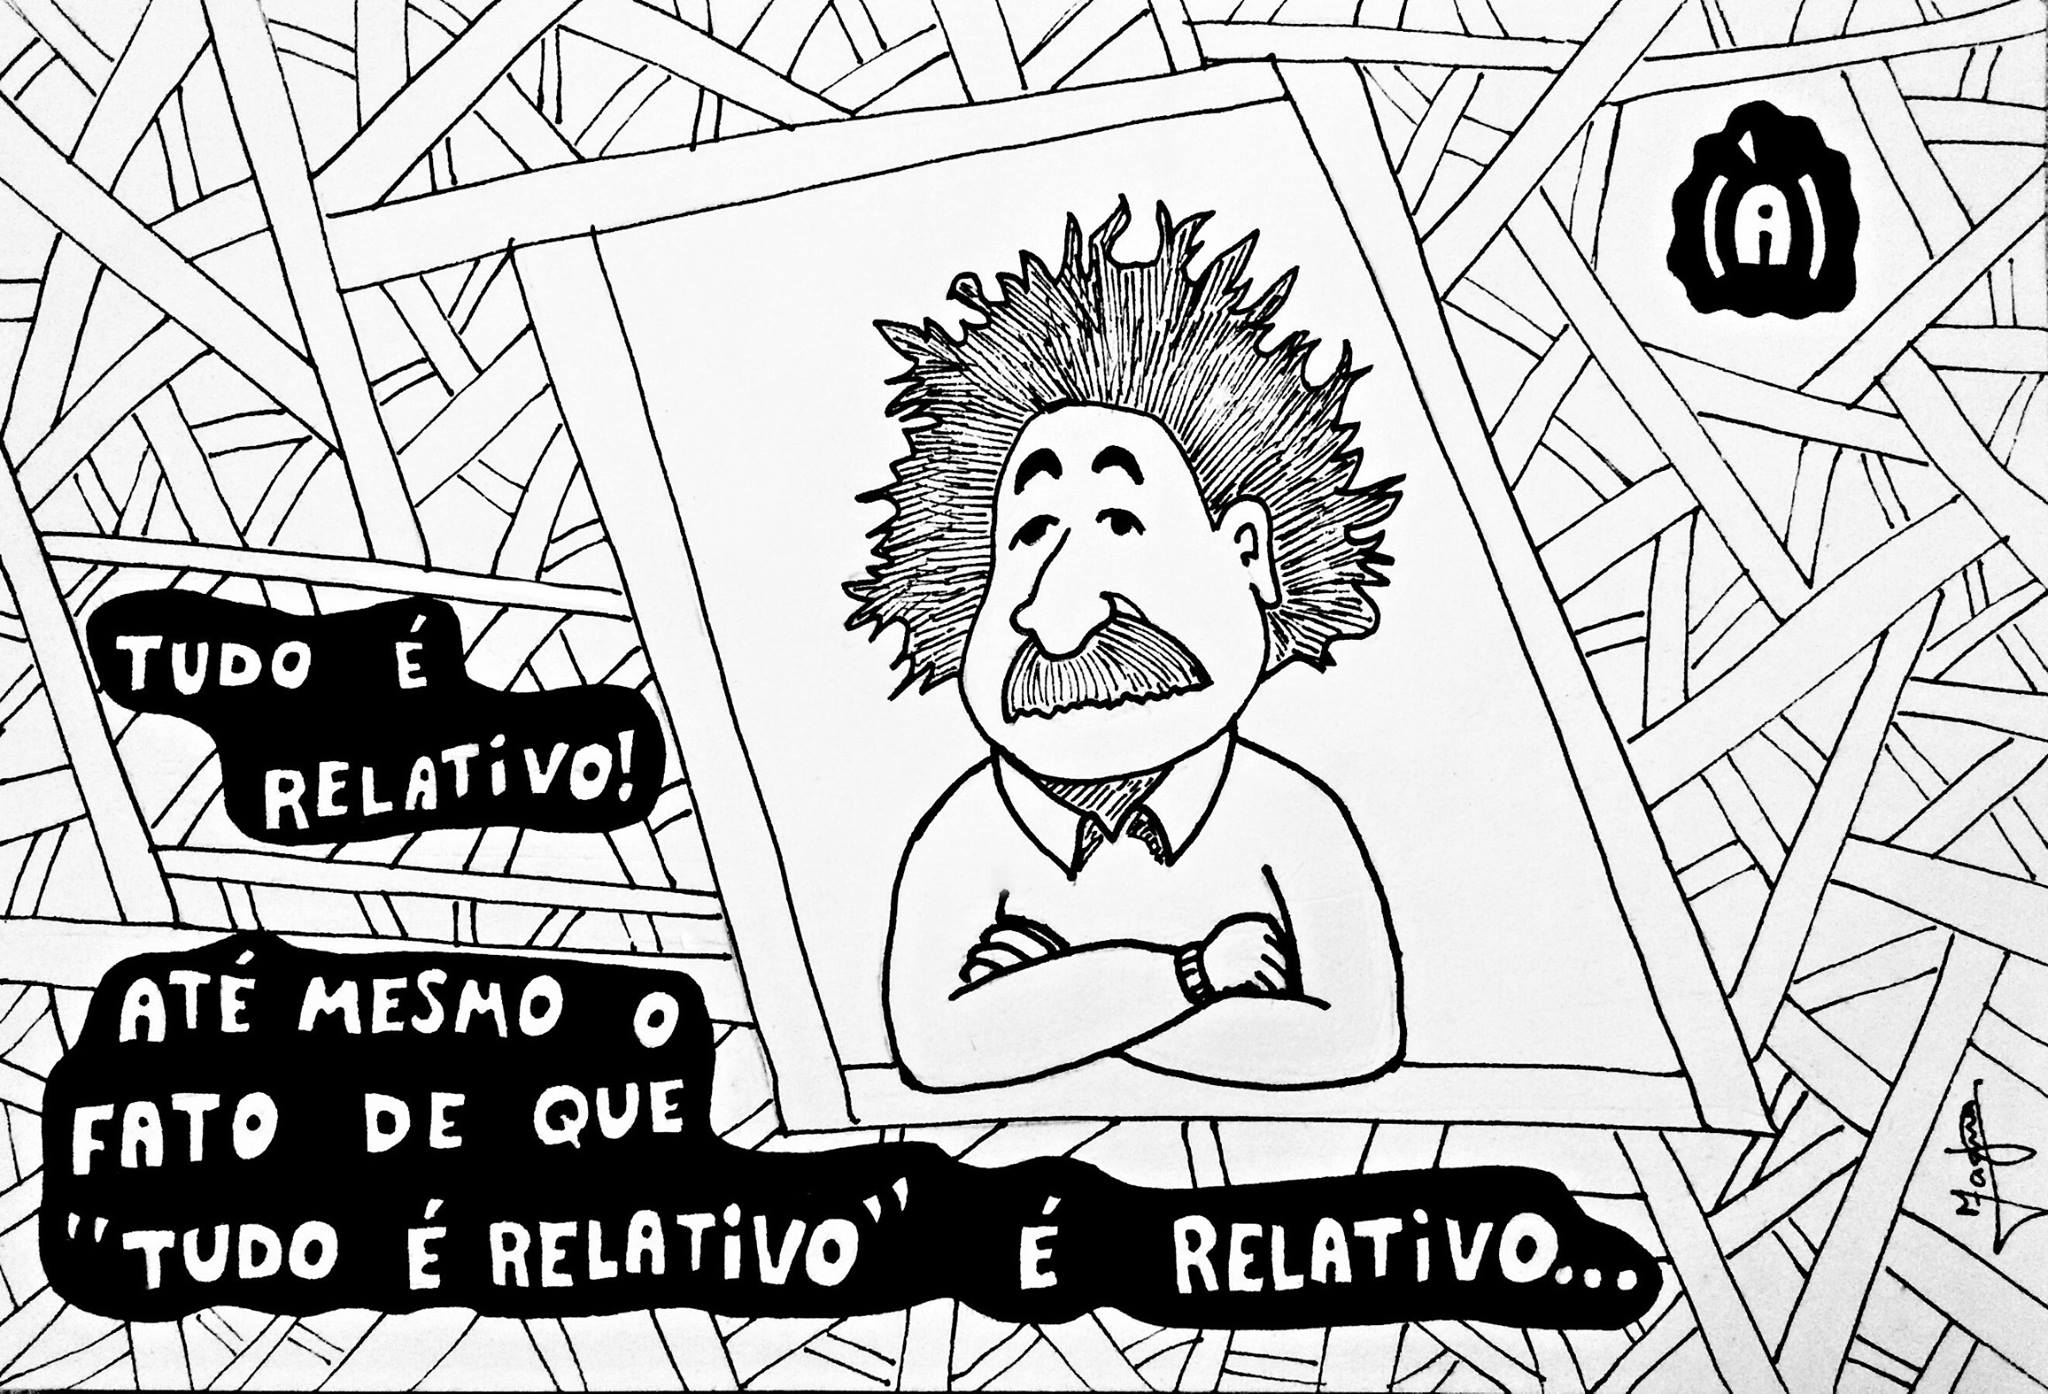 TUDO É
RELATIVO!
ATÉ MESMO O
FATO DE QUE
"TUDO É RELATIVO" É RELATIVO...
(À)